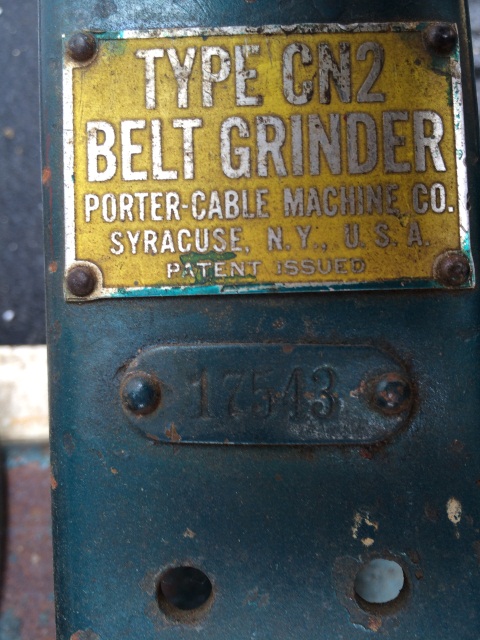 TYPE CN2
BELT GRINDER
PORTER-CABLE MACHINE CO.
SYRACUSE, N.Y., U.S.A.
PATENT ISSUED
17543